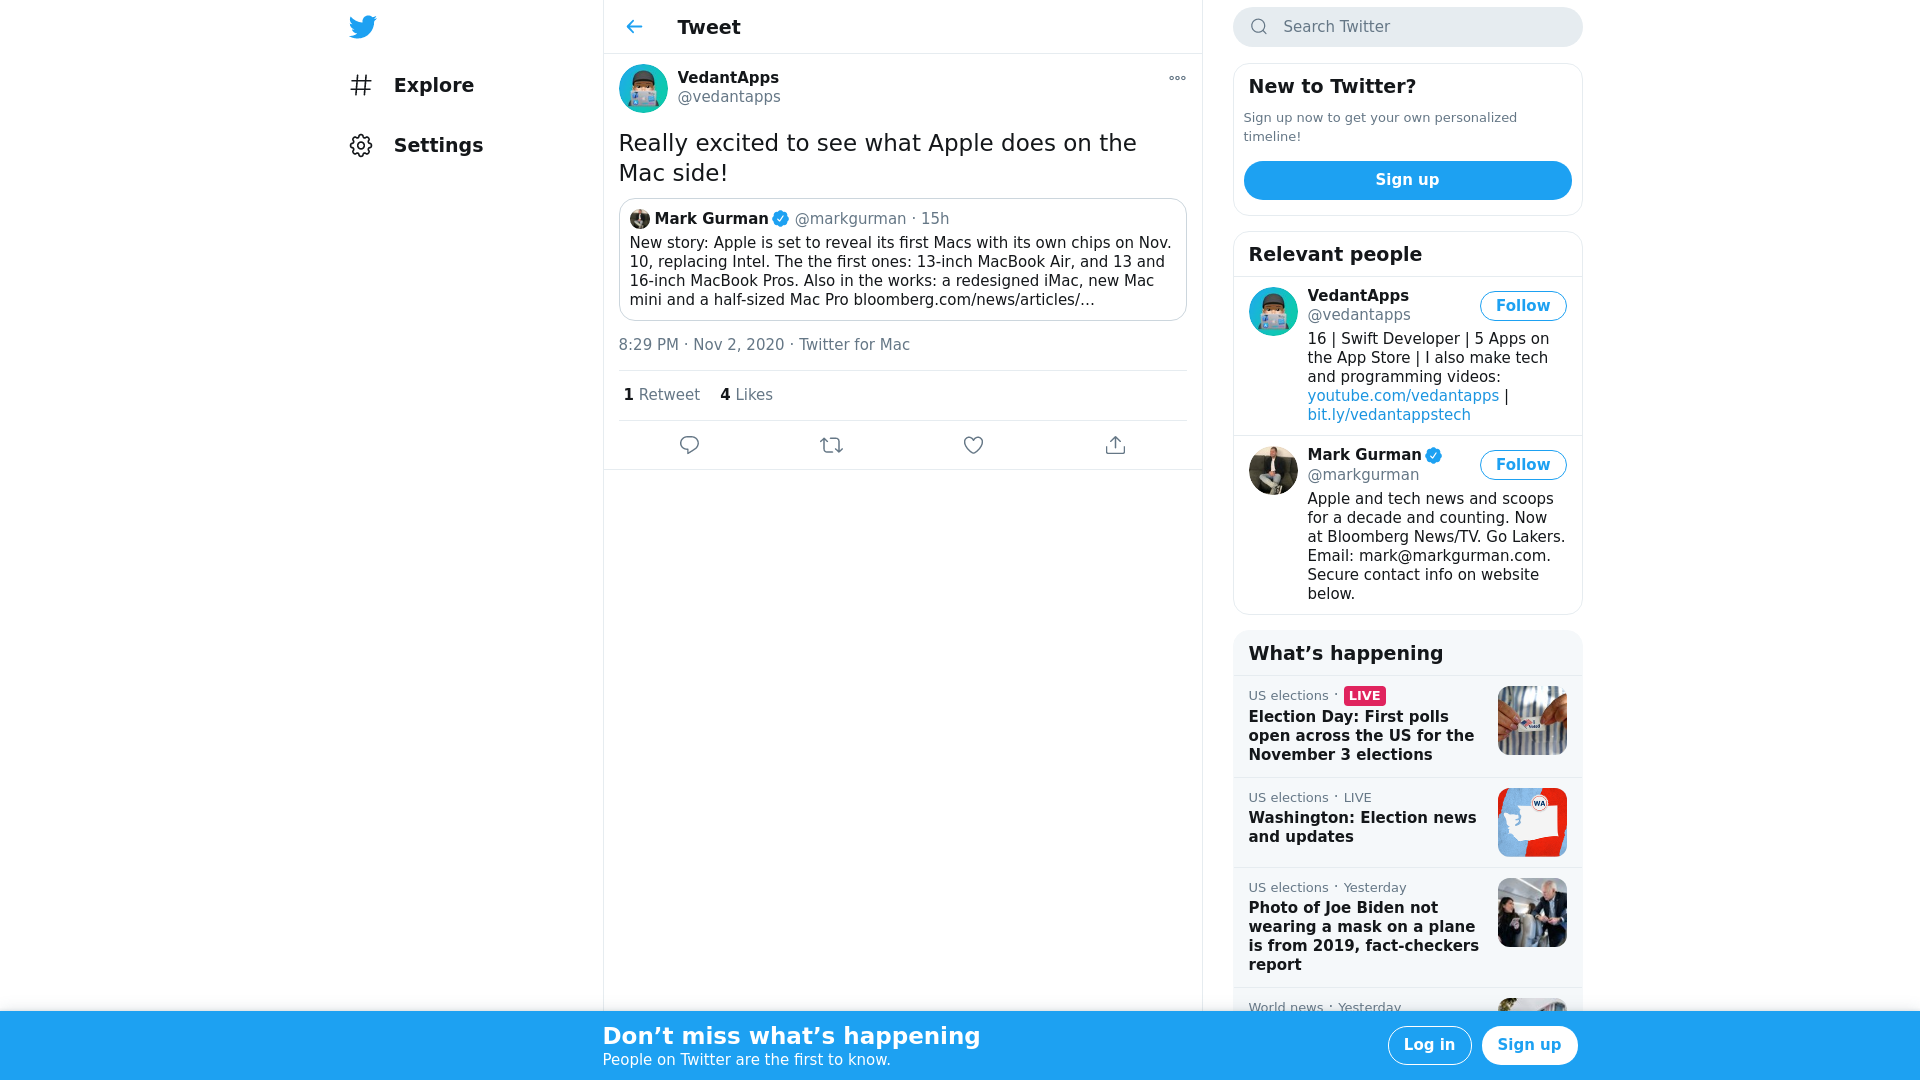 Explore
Settings
Tweet
VedantApps
@vedantapps
Really excited to see what Apple does on the
Mac side!
Mark Gurman @markgurman · 15h
New story: Apple is set to reveal its first Macs with its own chips on Nov.
10, replacing Intel. The the first ones: 13-inch MacBook Air, and 13 and
16-inch MacBook Pros. Also in the works: a redesigned iMac, new Mac
mini and a half-sized Mac Pro bloomberg.com/news/articles/…
8:29 PM · Nov 2, 2020 · Twitter for Mac
1 Retweet 4 Likes
Search Twitter
New to Twitter?
Sign up now to get your own personalized
timeline!
Sign up
Relevant people
VedantApps
@vedantapps
Follow
16 | Swift Developer | 5 Apps on
the App Store | I also make tech
and programming videos:
youtube.com/vedantapps |
bit.ly/vedantappstech
Mark Gurman
@markgurman
Follow
Apple and tech news and scoops
for a decade and counting. Now
at Bloomberg News/TV. Go Lakers.
Email: mark@markgurman.com.
Secure contact info on website
below.
What's happening
US elections · LIVE
Election Day: First polls
open across the US for the
November 3 elections
US elections · LIVE
Washington: Election news
and updates
WA
US elections · Yesterday
Photo of Joe Biden not
wearing a mask on a plane
is from 2019, fact-checkers
report
World news · Yesterday
Don't miss what's happening
People on Twitter are the first to know.
Log in
Sign up